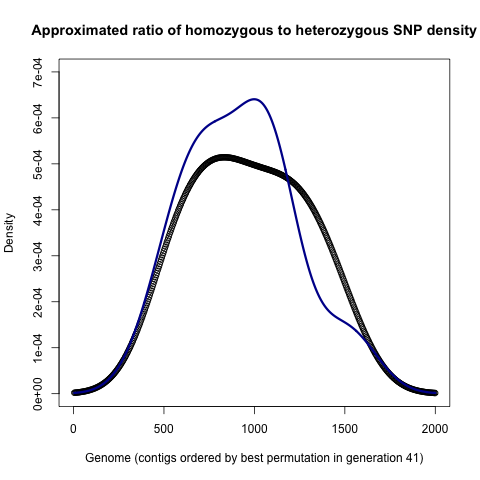 Approximated ratio of homozygous to heterozygous SNP density
7e-04
6e-04
5e-04
4e-04
3e-04
2e-04
1e-04
0e+00
Density
0 500 1000 1500 2000
Genome (contigs ordered by best permutation in generation 41)